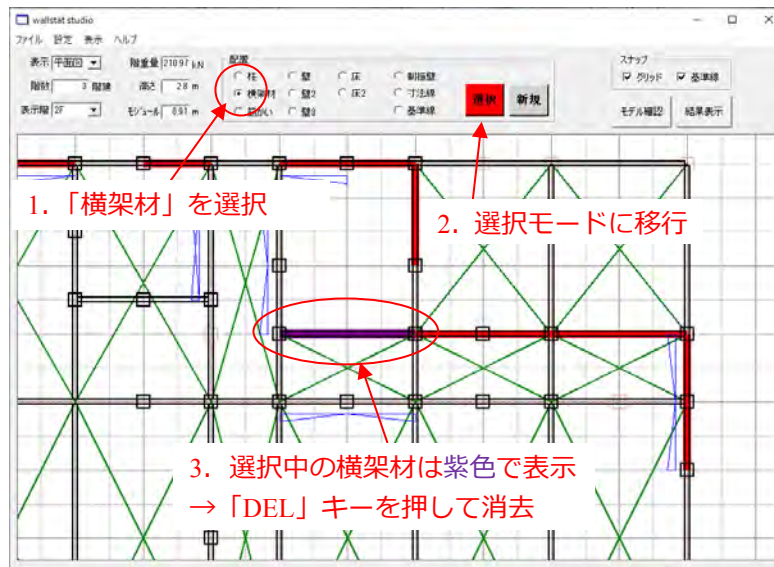 wallstat studio
ファイル 設定 表示 ヘルプ
表示 平面図 階重量 210.97 kN 配置 スナップ
柱 壁 床 制振壁 グリッド 基準線
階数 3 階建 高さ 2.8 m 横架材 壁2 床2 寸法線 選択 新規
表示階 2F モジュール 0.91 m 筋かい 壁3 基準線 モデル確認 結果表示
1. 「横架材」を選択
2. 選択モードに移行
3. 選択中の横架材は紫色で表示
→「DEL」キーを押して消去